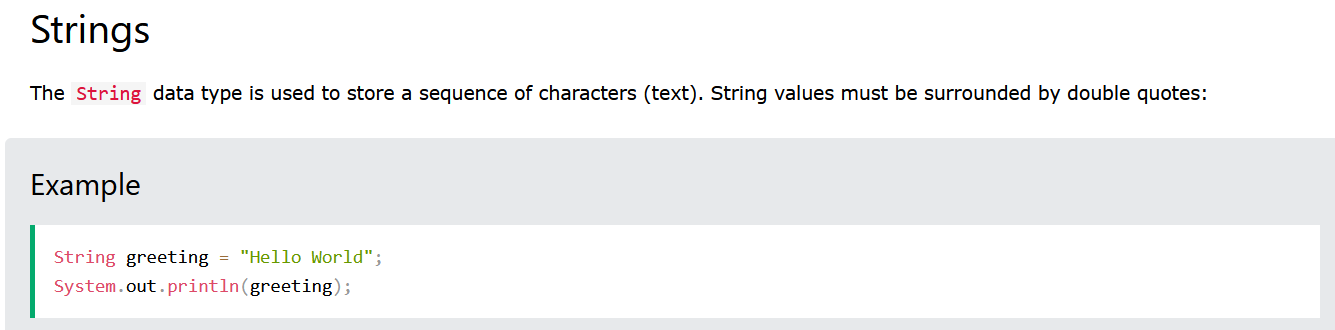 Strings
The String data type is used to store a sequence of characters (text). String values must be surrounded by double quotes:
Example
String greeting = "Hello World";
System.out.println(greeting);